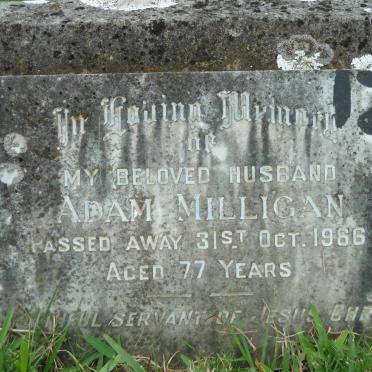 In Loving Memory
OF
MY BELOVED HUSBAND
ADAM MILLIGAN
PASSED AWAY 31ST OCT. 1966
AGED 77 YEARS
SERVANT OF JESUS